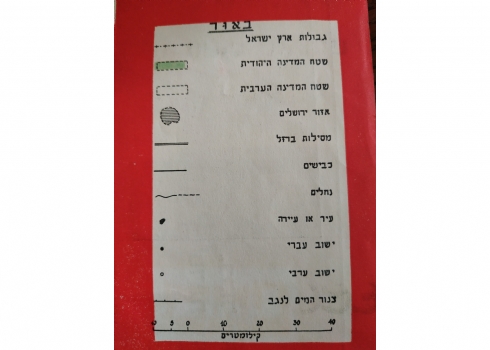 באור
גבולות ארץ ישראל
שטח המדינה היהודית
שטח המדינה הערבית
אזור ירושלים
מסילות ברזל
כבישים
נחלים
עיר או עיירה
ישוב עברי
ישוב ערבי
צנור המים לנגב
10 5 0 10 20 30 40
קילומטרים